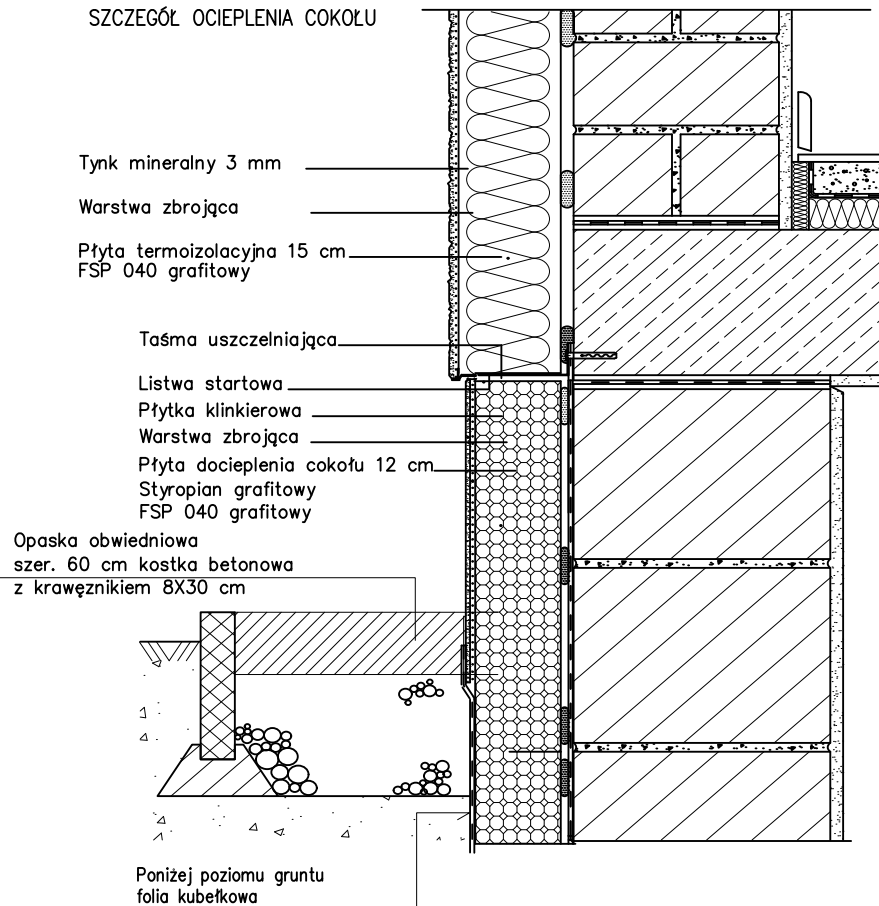 SZCZEGÓŁ OCIEPLENIA COKOŁU
Tynk mineralny 3 mm
Warstwa zbrojąca
Płyta termoizolacyjna 15 cm
FSP 040 grafitowy
Taśma uszczelniająca
Listwa startowa
Płytka klinkierowa
Warstwa zbrojąca
Płyta docieplenia cokołu 12 cm
Styropian grafitowy
FSP 040 grafitowy
Opaska obwiedniowa
szer. 60 cm kostka betonowa
z krawęznikiem 8X30 cm
Poniżej poziomu gruntu
folia kubełkowa